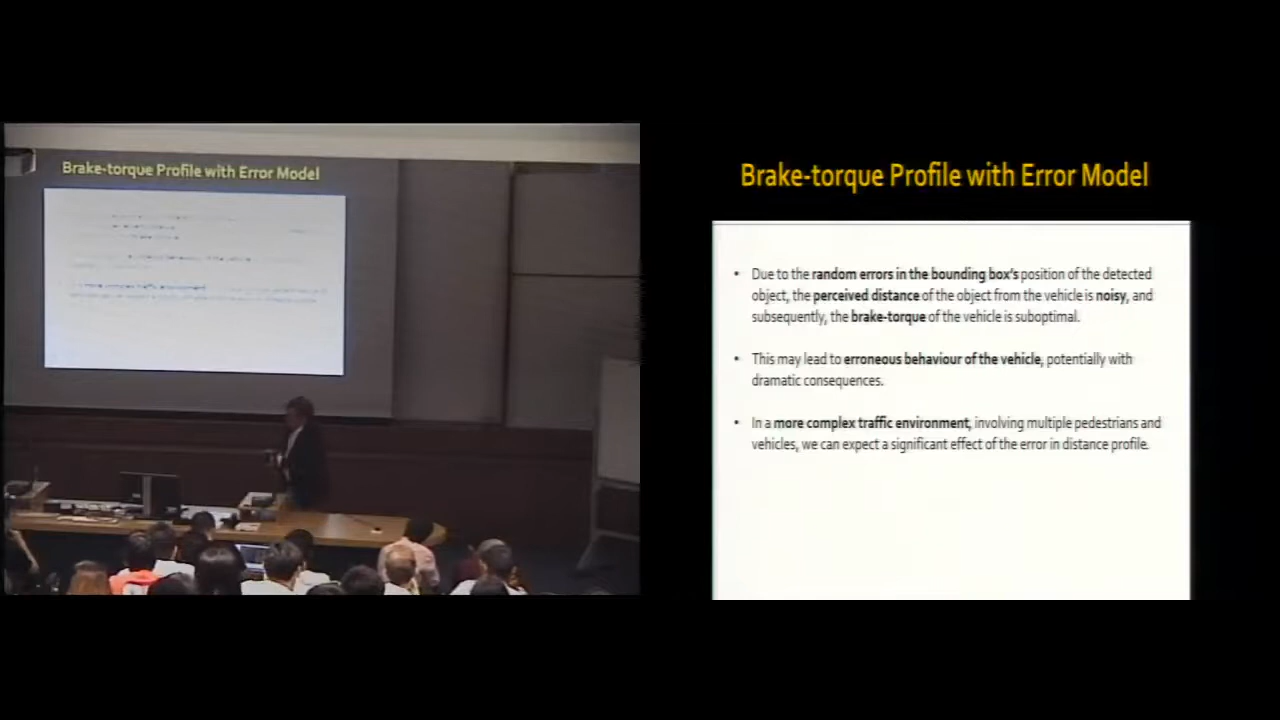 Brake-torque Profile with Error Model
Brake-torque Profile with Error Model
• Due to the random errors in the bounding box's position of the detected
object, the perceived distance of the object from the vehicle is noisy, and
subsequently, the brake-torque of the vehicle is suboptimal.
• This may lead to erroneous behaviour of the vehicle, potentially with
dramatic consequences.
• In a more complex traffic environment, involving multiple pedestrians and
vehicles, we can expect a significant effect of the error in distance profile.